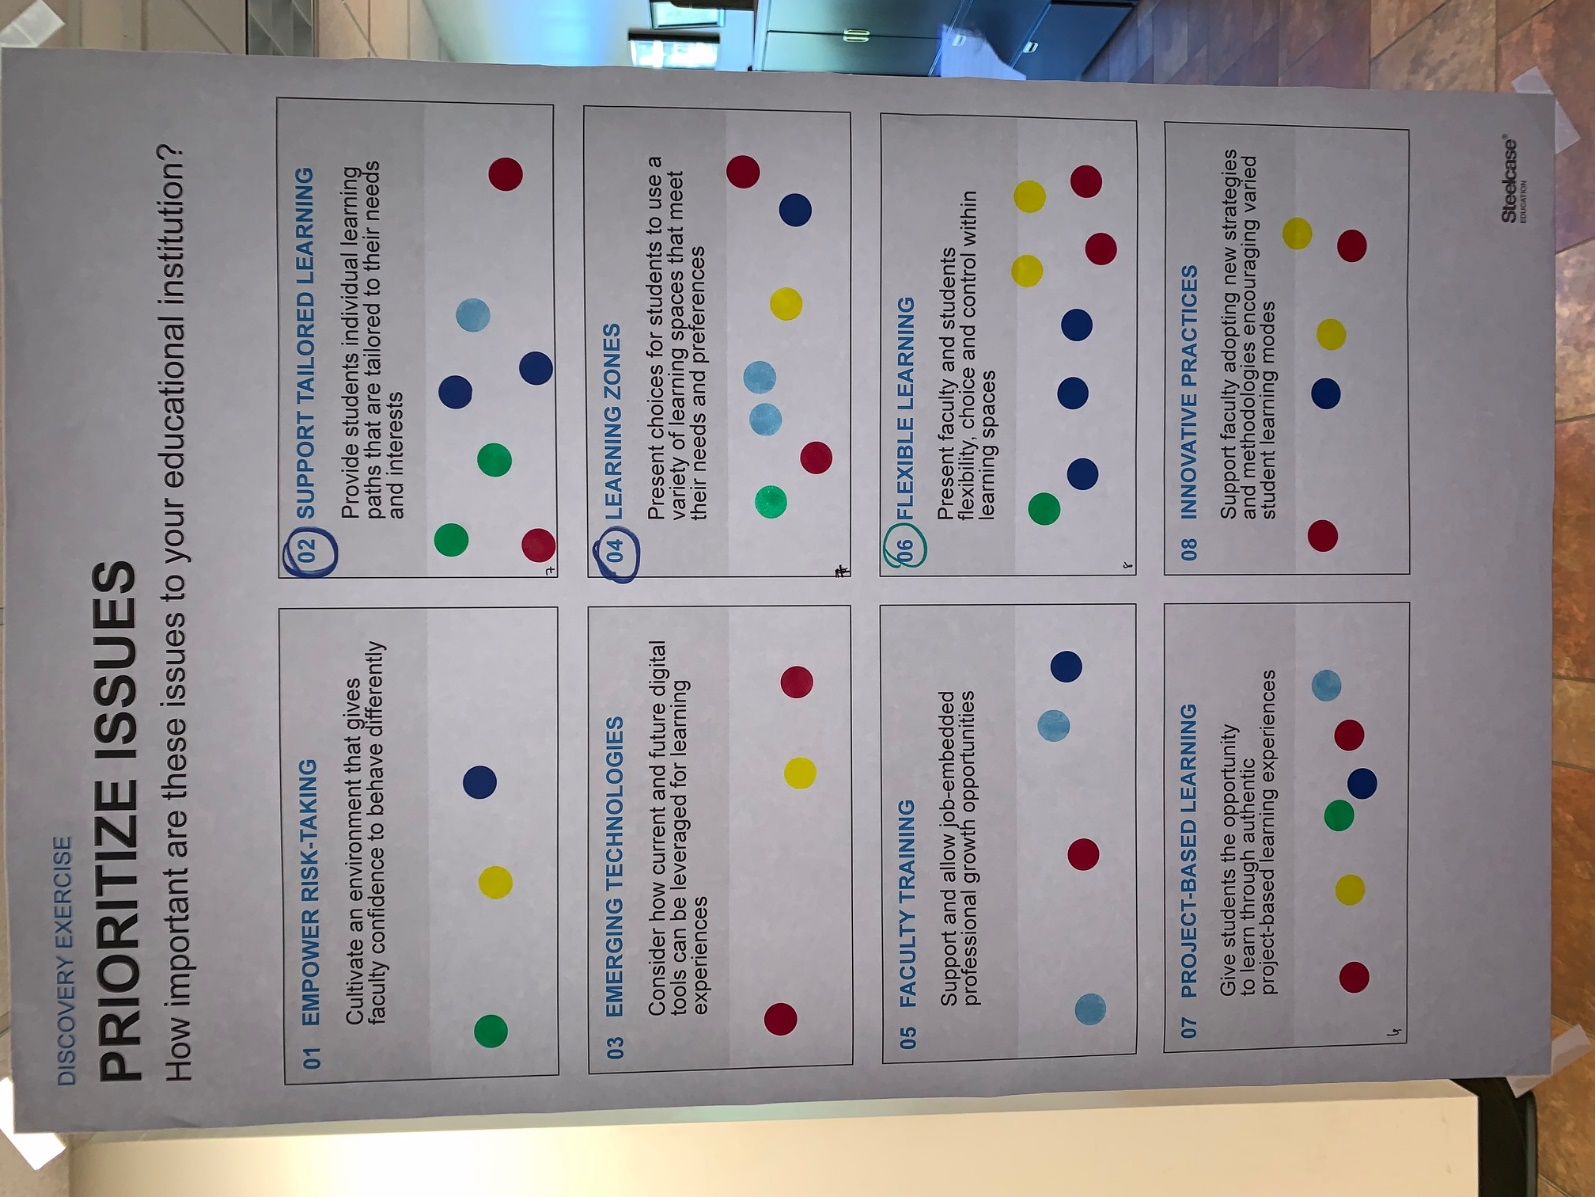 DISCOVERY EXERCISE
PRIORITIZE ISSUES
How important are these issues to your educational institution?
01 EMPOWER RISK-TAKING
Cultivate an environment that gives
faculty confidence to behave differently
02 SUPPORT TAILORED LEARNING
Provide students individual learning
paths that are tailored to their needs
and interests
7
03 EMERGING TECHNOLOGIES
Consider how current and future digital
tools can be leveraged for learning
experiences
04 LEARNING ZONES
Present choices for students to use a
variety of learning spaces that meet
their needs and preferences
05 FACULTY TRAINING
Support and allow job-embedded
professional growth opportunities
06 FLEXIBLE LEARNING
Present faculty and students
flexibility, choice and control within
learning spaces
8
07 PROJECT-BASED LEARNING
Give students the opportunity
to learn through authentic
project-based learning experiences
08 INNOVATIVE PRACTICES
Support faculty adopting new strategies
and methodologies encouraging varied
student learning modes
Steelcase®
EDUCATION